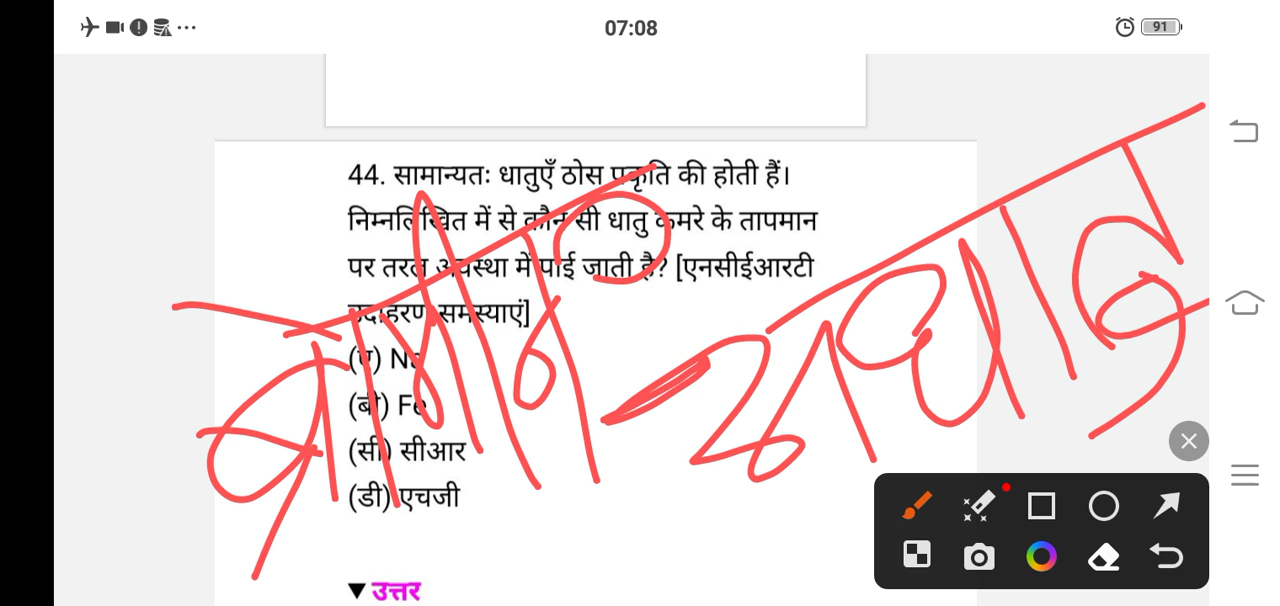 07:08
91
44. सामान्यतः धातुएँ ठोस प्रकृति की होती हैं।
निम्नलिखित में से कौन सी धातु कमरे के तापमान
पर तरल अवस्था में पाई जाती है? [एनसीईआरटी
उदाहरण समस्याएं]
(ए) Na
(बी) Fe
(सी) सीआर
(डी) एचजी
उत्तर